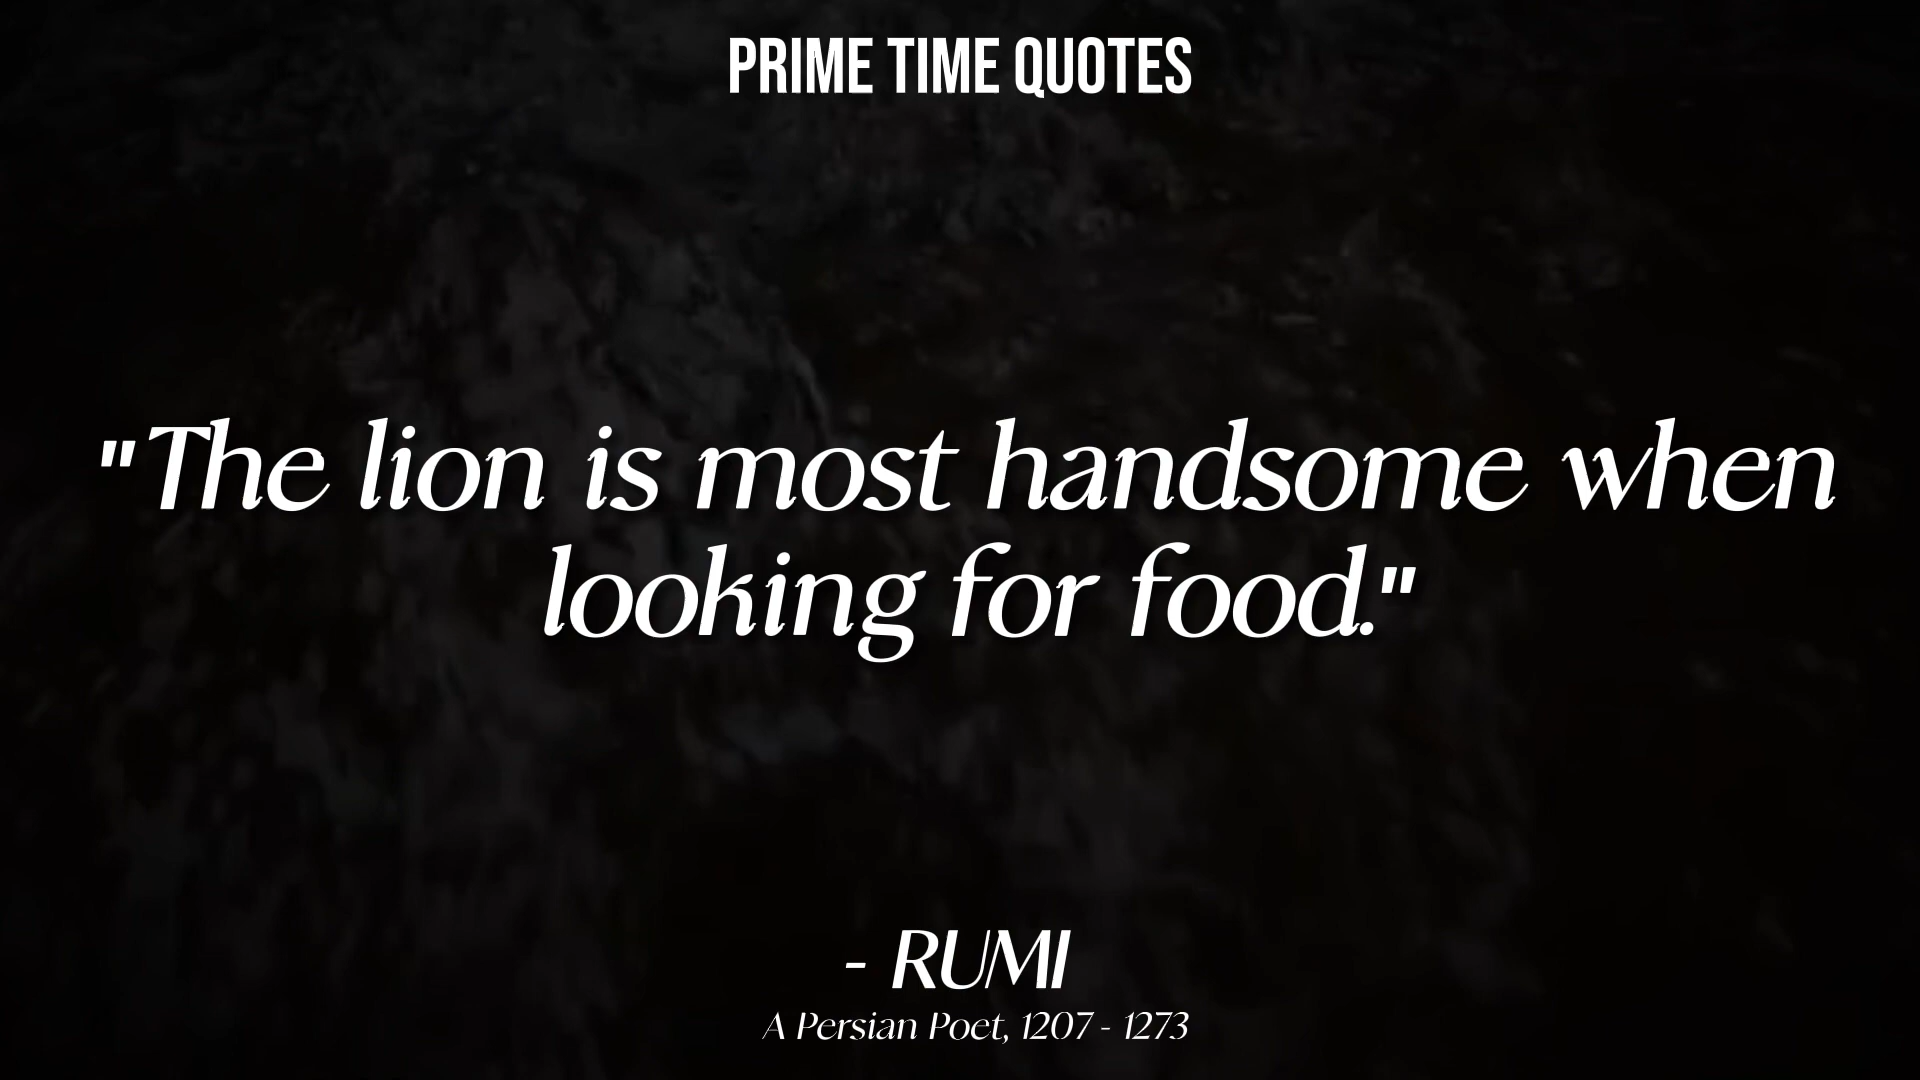 PRIME TIME QUOTES
"The lion is most handsome when
looking for food."
- RUMI
A Persian Poet, 1207 - 1273